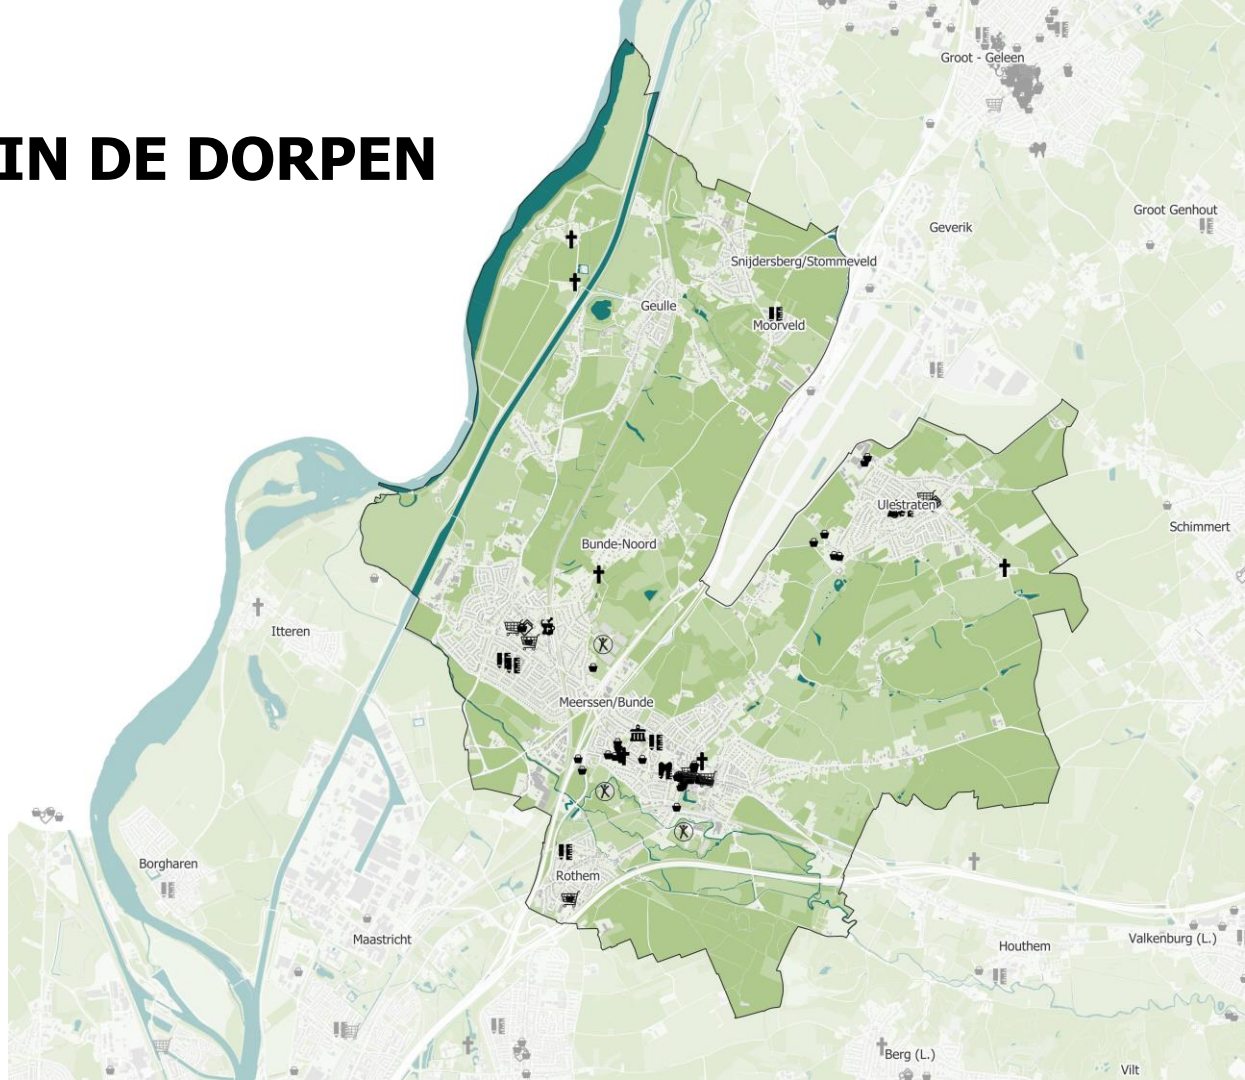 Groot - Geleen
IN DE DORPEN
Groot Genhout
Geverik
Snijdersberg/Stommeveld
Geulle
Moorveld
Ulestraten
Schimmert
Bunde-Noord
Itteren
Meerssen/Bunde
Borgharen
Rothem
Maastricht
Houthem
Valkenburg (L.)
Berg (L.)
Vilt